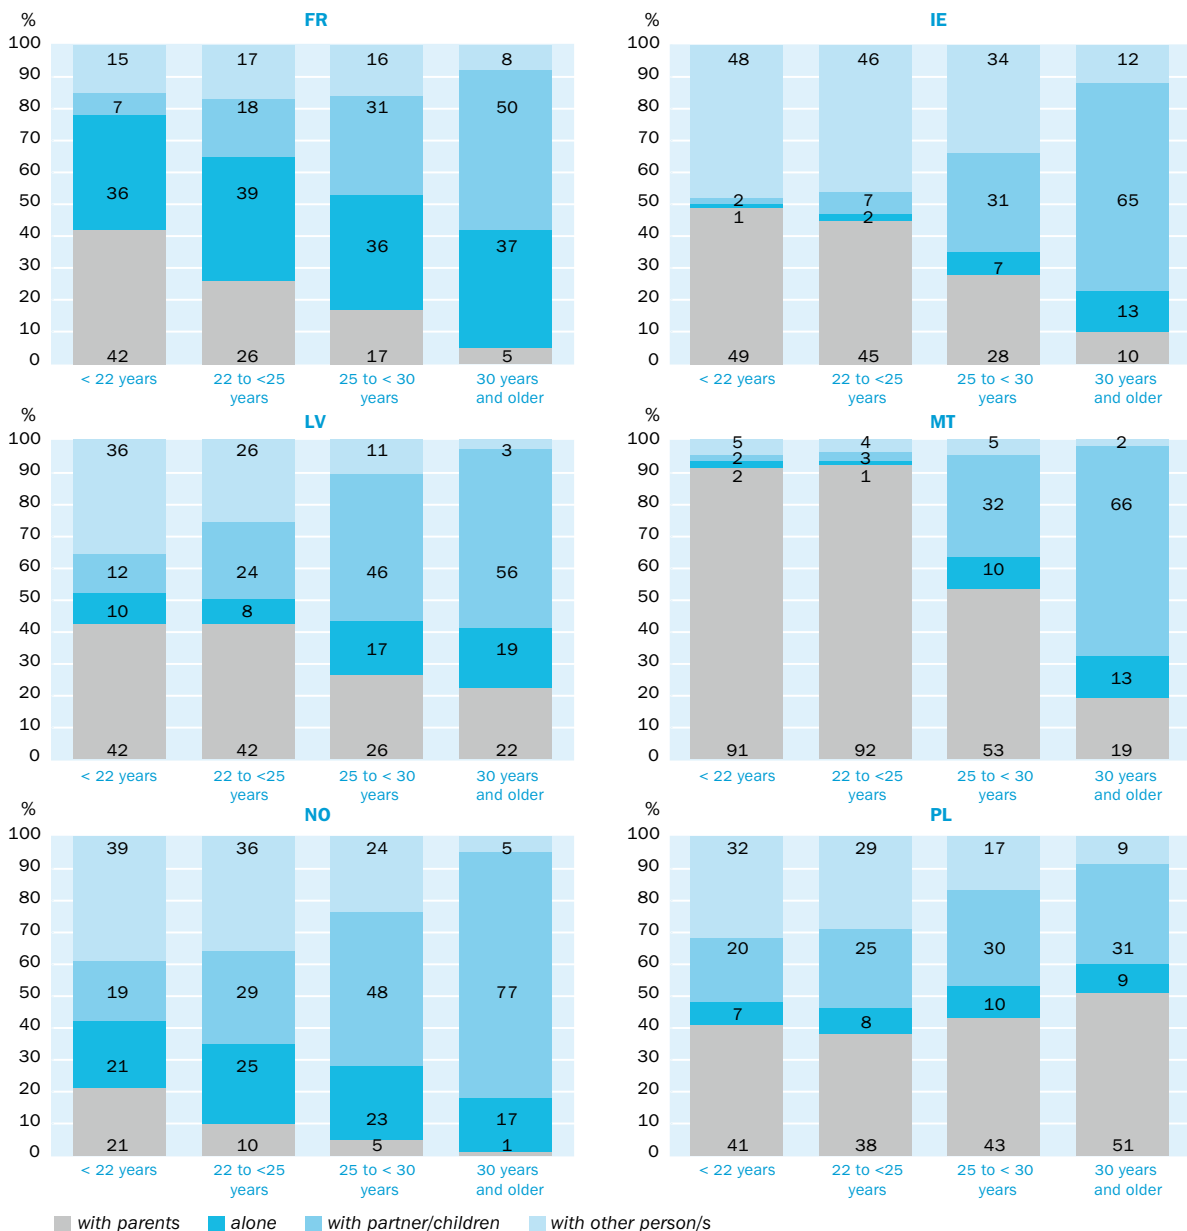 %
FR
100
90
80
70
60
50
40
30
20
10
0
15 17 16 8
7 18 31 50
36 39 36 37
42 26 17 5
< 22 years 22 to <25 25 to < 30 30 years
years years and older
%
IE
100
90
80
70
60
50
40
30
20
10
0
48 46 34 12
2 7 31 65
1 2 7 13
49 45 28 10
< 22 years 22 to <25 25 to < 30 30 years
years years and older
%
LV
100
90
80
70
60
50
40
30
20
10
0
36 26 11 3
12 24 46 56
10 8 17 19
42 42 26 22
< 22 years 22 to <25 25 to < 30 30 years
years years and older
%
MT
100
90
80
70
60
50
40
30
20
10
0
5 4 5 2
2 3 32 66
2 1 10 13
91 92 53 19
< 22 years 22 to <25 25 to < 30 30 years
years years and older
%
NO
100
90
80
70
60
50
40
30
20
10
0
39 36 24 5
19 29 48 77
21 25 23 17
21 10 5 1
< 22 years 22 to <25 25 to < 30 30 years
years years and older
%
PL
100
90
80
70
60
50
40
30
20
10
0
32 29 17 9
20 25 30 31
7 8 10 9
41 38 43 51
< 22 years 22 to <25 25 to < 30 30 years
years years and older
with parents alone with partner/children with other person/s